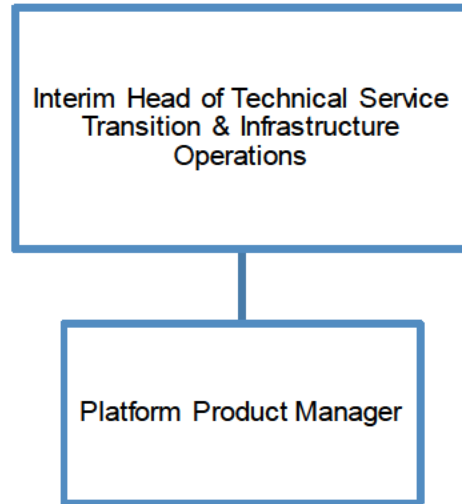 Interim Head of Technical Service
Transition & Infrastructure
Operations
Platform Product Manager